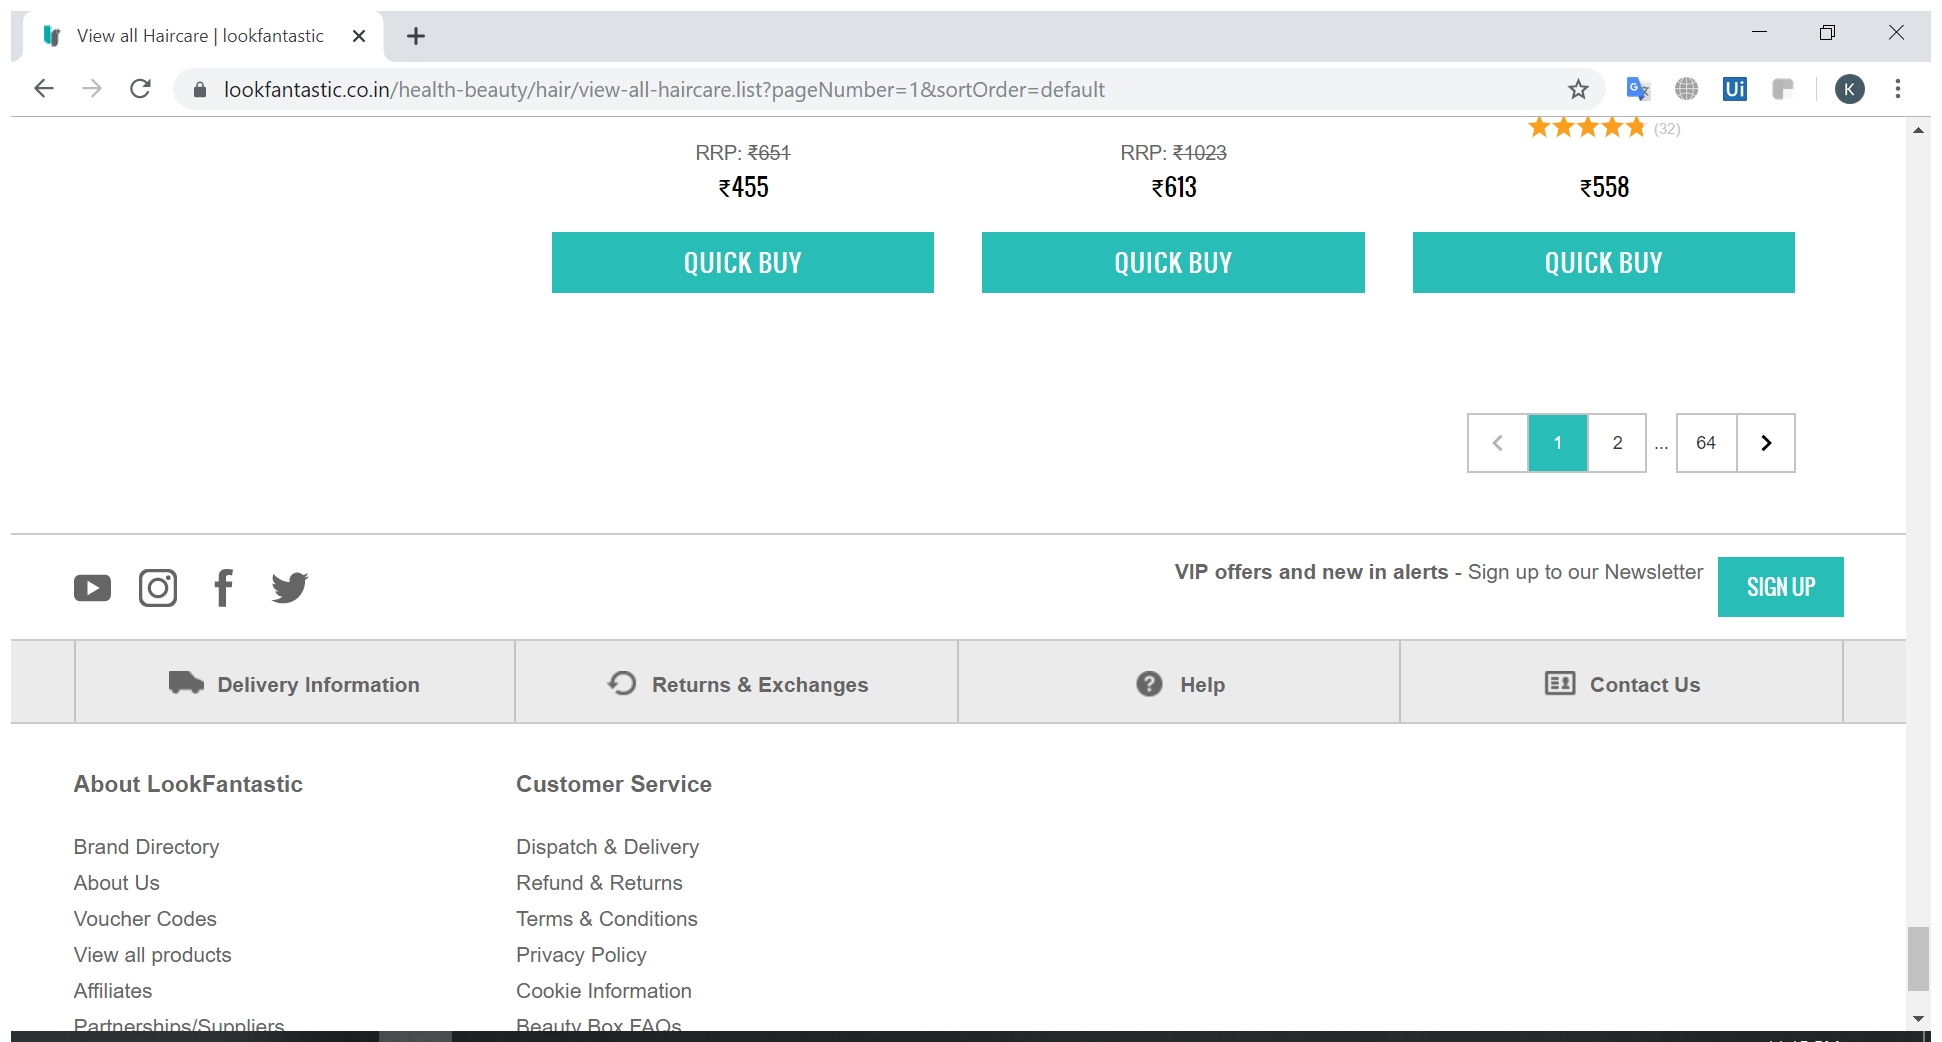 View all Haircare | lookfantastic
lookfantastic.co.in/health-beauty/hair/view-all-haircare.list?pageNumber=1&sortOrder=default
Ui
K
(32)
RRP: ₹651 RRP: ₹1023
₹455 ₹613 ₹558
QUICK BUY QUICK BUY QUICK BUY
1 2 ... 64
VIP offers and new in alerts - Sign up to our Newsletter SIGN UP
Delivery Information Returns & Exchanges Help Contact Us
About LookFantastic Customer Service
Brand Directory Dispatch & Delivery
About Us Refund & Returns
Voucher Codes Terms & Conditions
View all products Privacy Policy
Affiliates Cookie Information
Partnerships/Suppliers Beauty Box FAQs